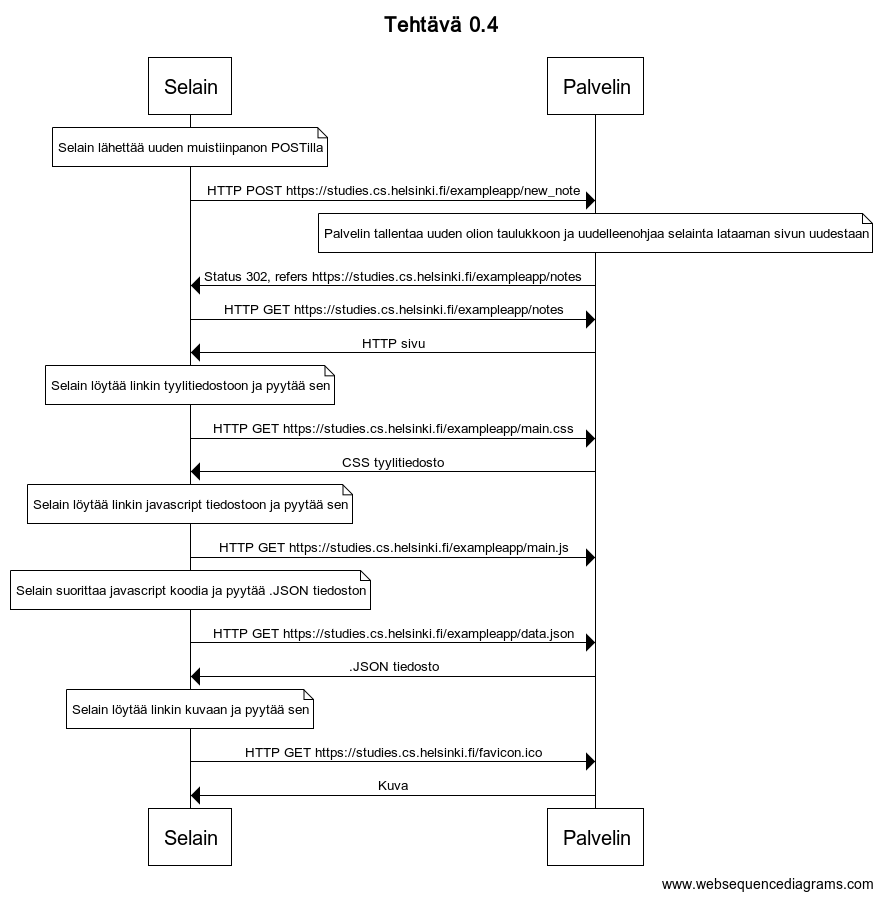 Tehtävä 0.4
Selain
Palvelin
Selain lähettää uuden muistiinpanon POSTilla
HTTP POST https://studies.cs.helsinki.fi/exampleapp/new_note
Palvelin tallentaa uuden olion taulukkoon ja uudelleenohjaa selainta lataaman sivun uudestaan
Status 302, refers https://studies.cs.helsinki.fi/exampleapp/notes
HTTP GET https://studies.cs.helsinki.fi/exampleapp/notes
HTTP sivu
Selain löytää linkin tyylitiedostoon ja pyytää sen
HTTP GET https://studies.cs.helsinki.fi/exampleapp/main.css
CSS tyylitiedosto
Selain löytää linkin javascript tiedostoon ja pyytää sen
HTTP GET https://studies.cs.helsinki.fi/exampleapp/main.js
Selain suorittaa javascript koodia ja pyytää .JSON tiedoston
HTTP GET https://studies.cs.helsinki.fi/exampleapp/data.json
.JSON tiedosto
Selain löytää linkin kuvaan ja pyytää sen
HTTP GET https://studies.cs.helsinki.fi/favicon.ico
Kuva
Selain
Palvelin
www.websequencediagrams.com